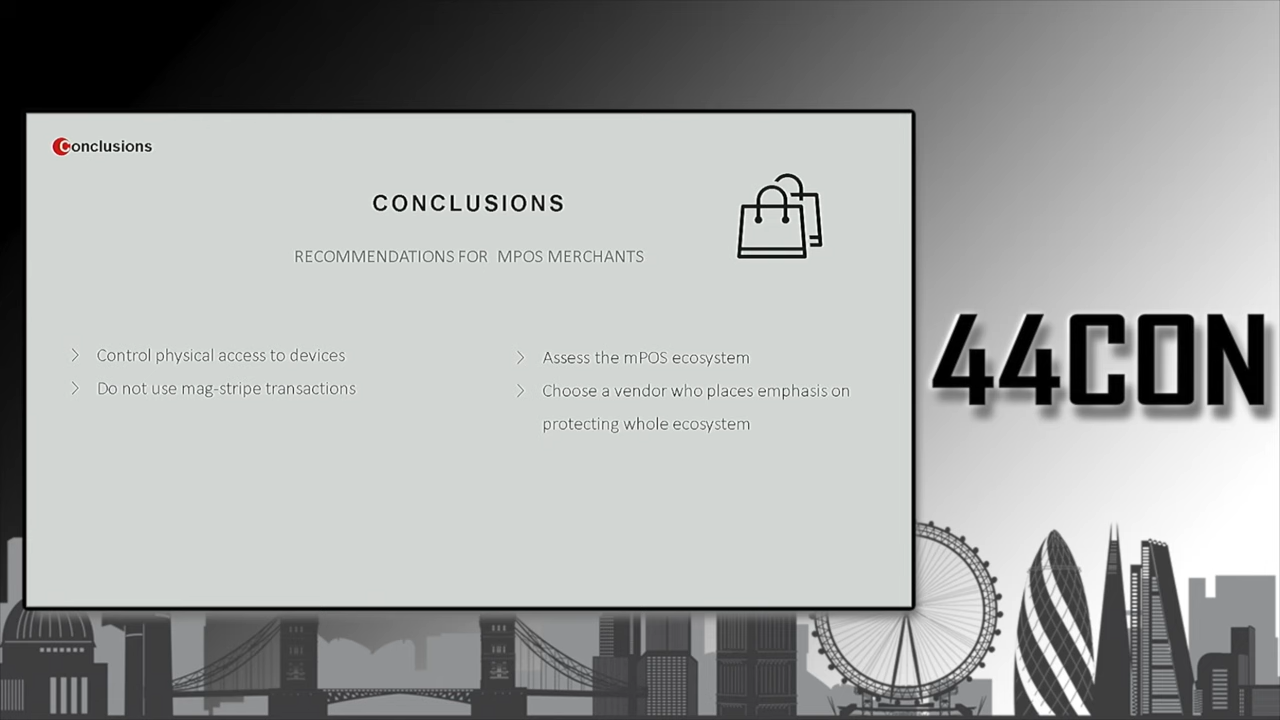 Conclusions
CONCLUSIONS
RECOMMENDATIONS FOR MPOS MERCHANTS
Control physical access to devices
Do not use mag-stripe transactions
Assess the mPOS ecosystem
Choose a vendor who places emphasis on
protecting whole ecosystem
44CON